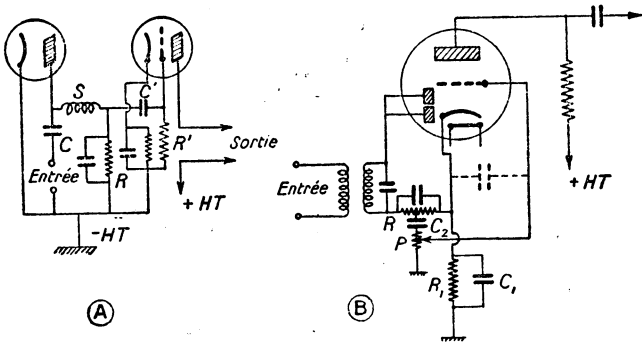 S
C'
C
R'
Entrée
R
Sortie
+ HT
-HT
A
Entrée
R
C₂
P
R₁
C₁
+ HT
B